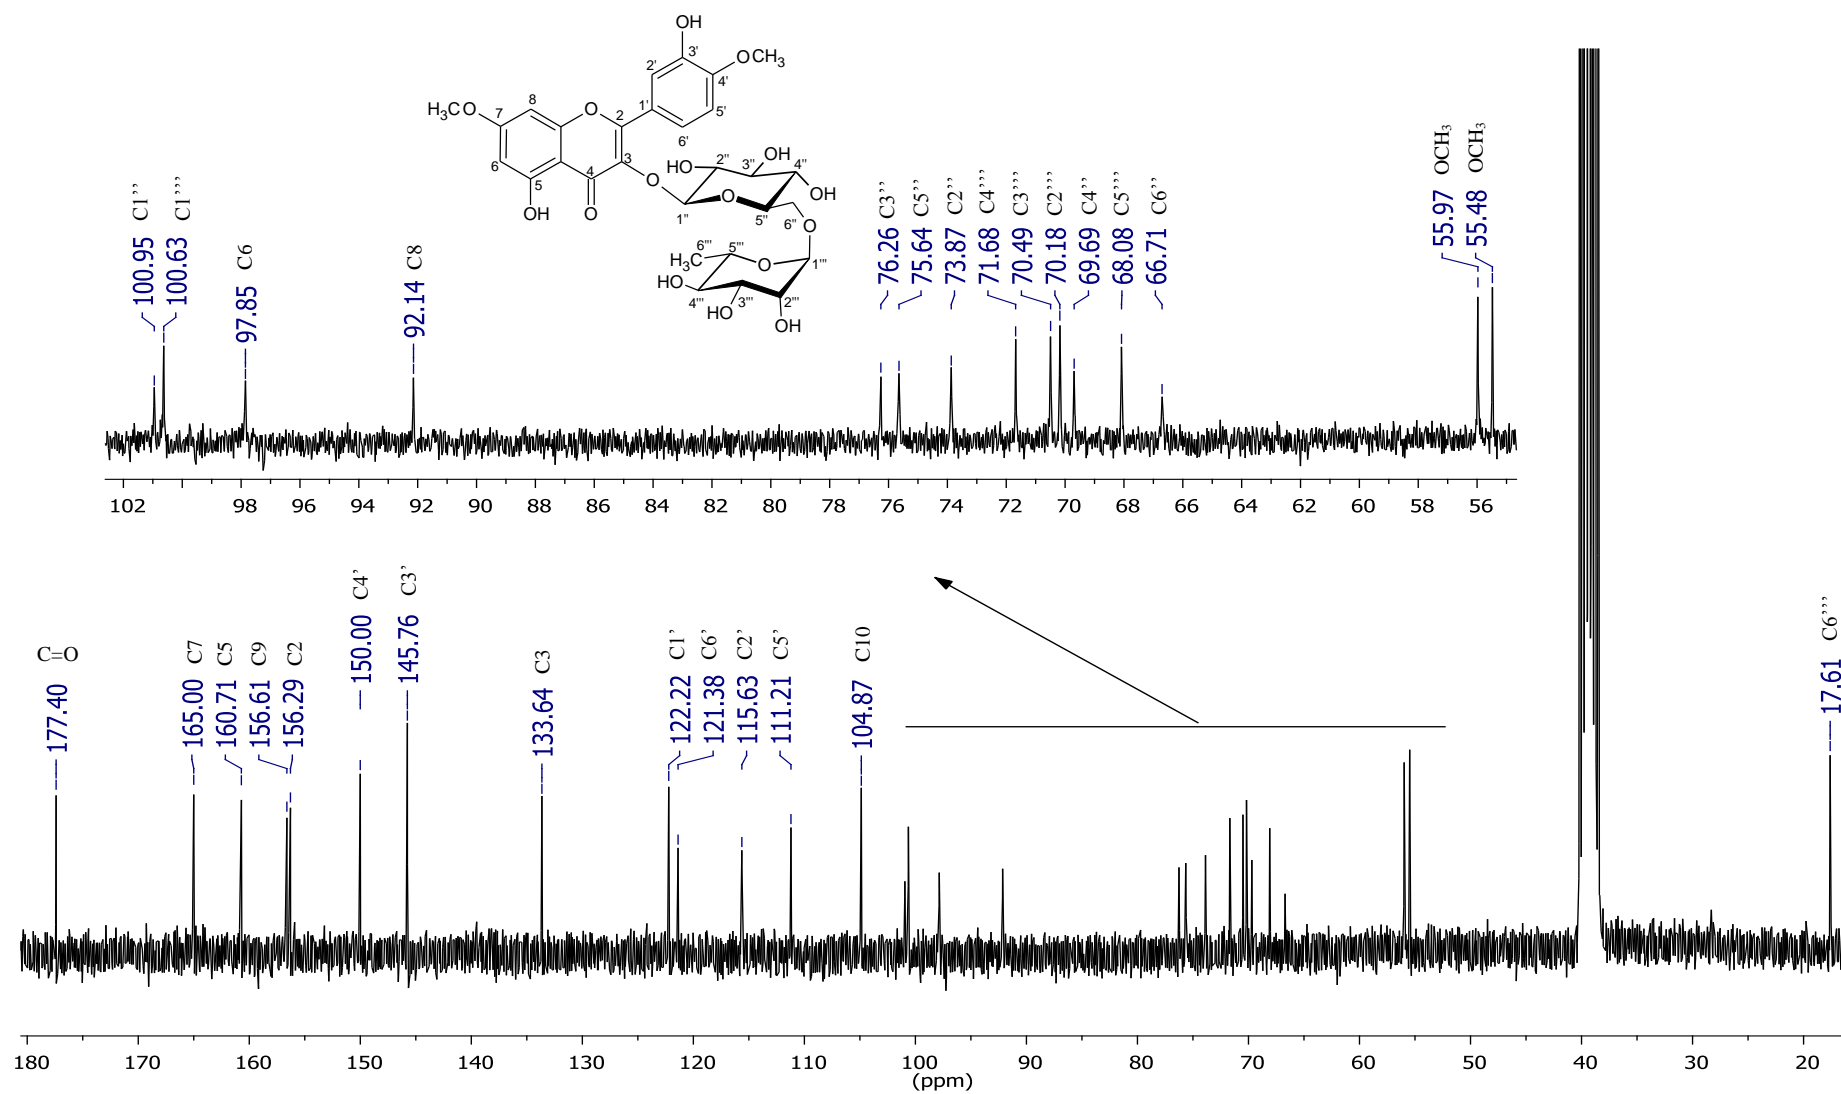 OH
3'
2'
OCH3
4'
8
H3CO
O
7
2
1'
5'
6'
OH
6
4
3
2''
HO
3''
4''
5
O
OH
O
OH
O
1''
5''
6''
O
6'''
H3C
5'''
O
1'''
HO
4'''
3'''
2'''
HO
OH
100.95 C1''
100.63 C1'''
97.85 C6
92.14 C8
76.26 C3''
75.64 C5''
73.87 C2''
71.68 C4'''
70.49 C3'''
70.18 C2'''
69.69 C4''
68.08 C5'''
66.71 C6''
55.97 OCH3
55.48 OCH3
102 98 96 94 92 90 88 86 84 82 80 78 76 74 72 70 68 66 64 62 60 58 56
C=O
177.40
165.00 C7
160.71 C5
156.61 C9
156.29 C2
150.00 C4'
145.76 C3'
133.64 C3
122.22 C1'
121.38 C6'
115.63 C2'
111.21 C5'
104.87 C10
17.61 C6'''
180 170 160 150 140 130 120 110 100 90 80 70 60 50 40 30 20
(ppm)